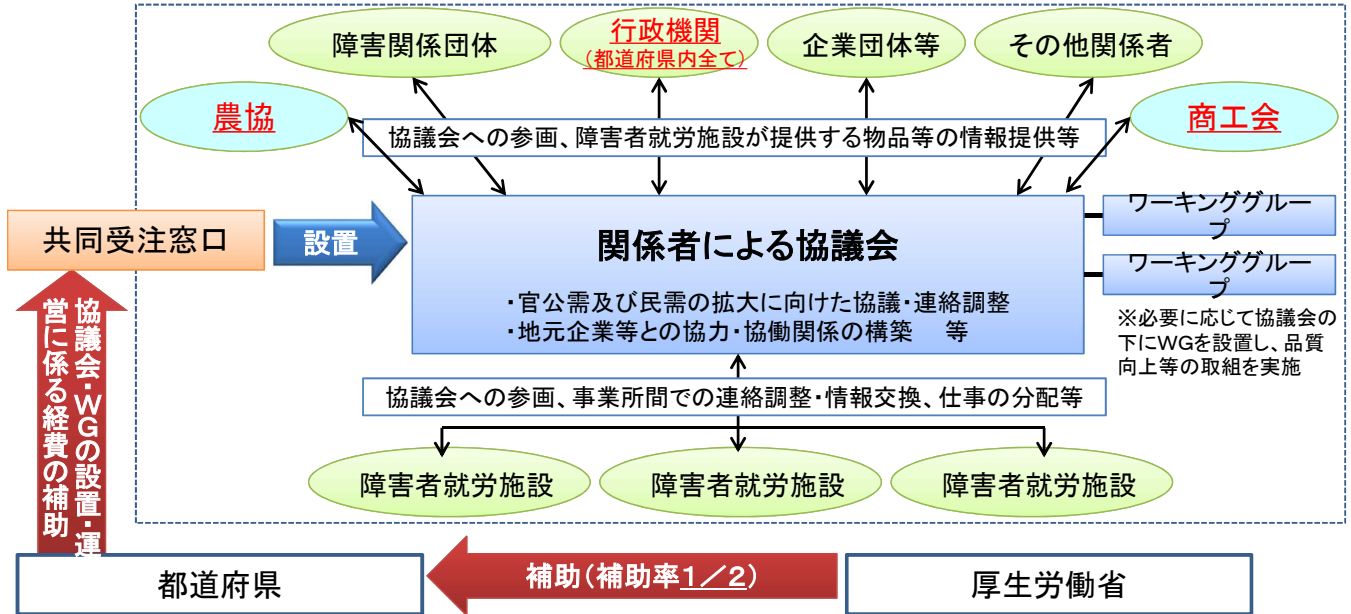 障害関係団体
行政機関
(都道府県内全て)
企業団体等
その他関係者
農協
商工会
協議会への参画、障害者就労施設が提供する物品等の情報提供等
共同受注窓口
設置
関係者による協議会
・官公需及び民需の拡大に向けた協議・連絡調整
・地元企業等との協力・協働関係の構築　等
ワーキンググルー
プ
ワーキンググルー
プ
※必要に応じて協議会の
下にWGを設置し、品質
向上等の取組を実施
協議会・WGの設置・運
営に係る経費の補助
協議会への参画、事業所間での連絡調整・情報交換、仕事の分配等
障害者就労施設
障害者就労施設
障害者就労施設
都道府県
補助(補助率1／2)
厚生労働省